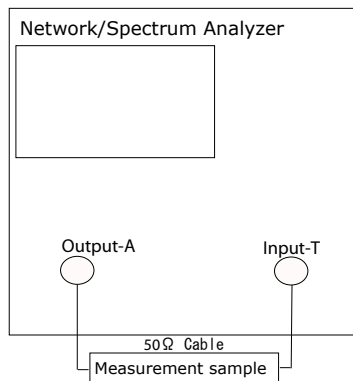 Network/Spectrum Analyzer
Output-A
Input-T
50Ω Cable
Measurement sample